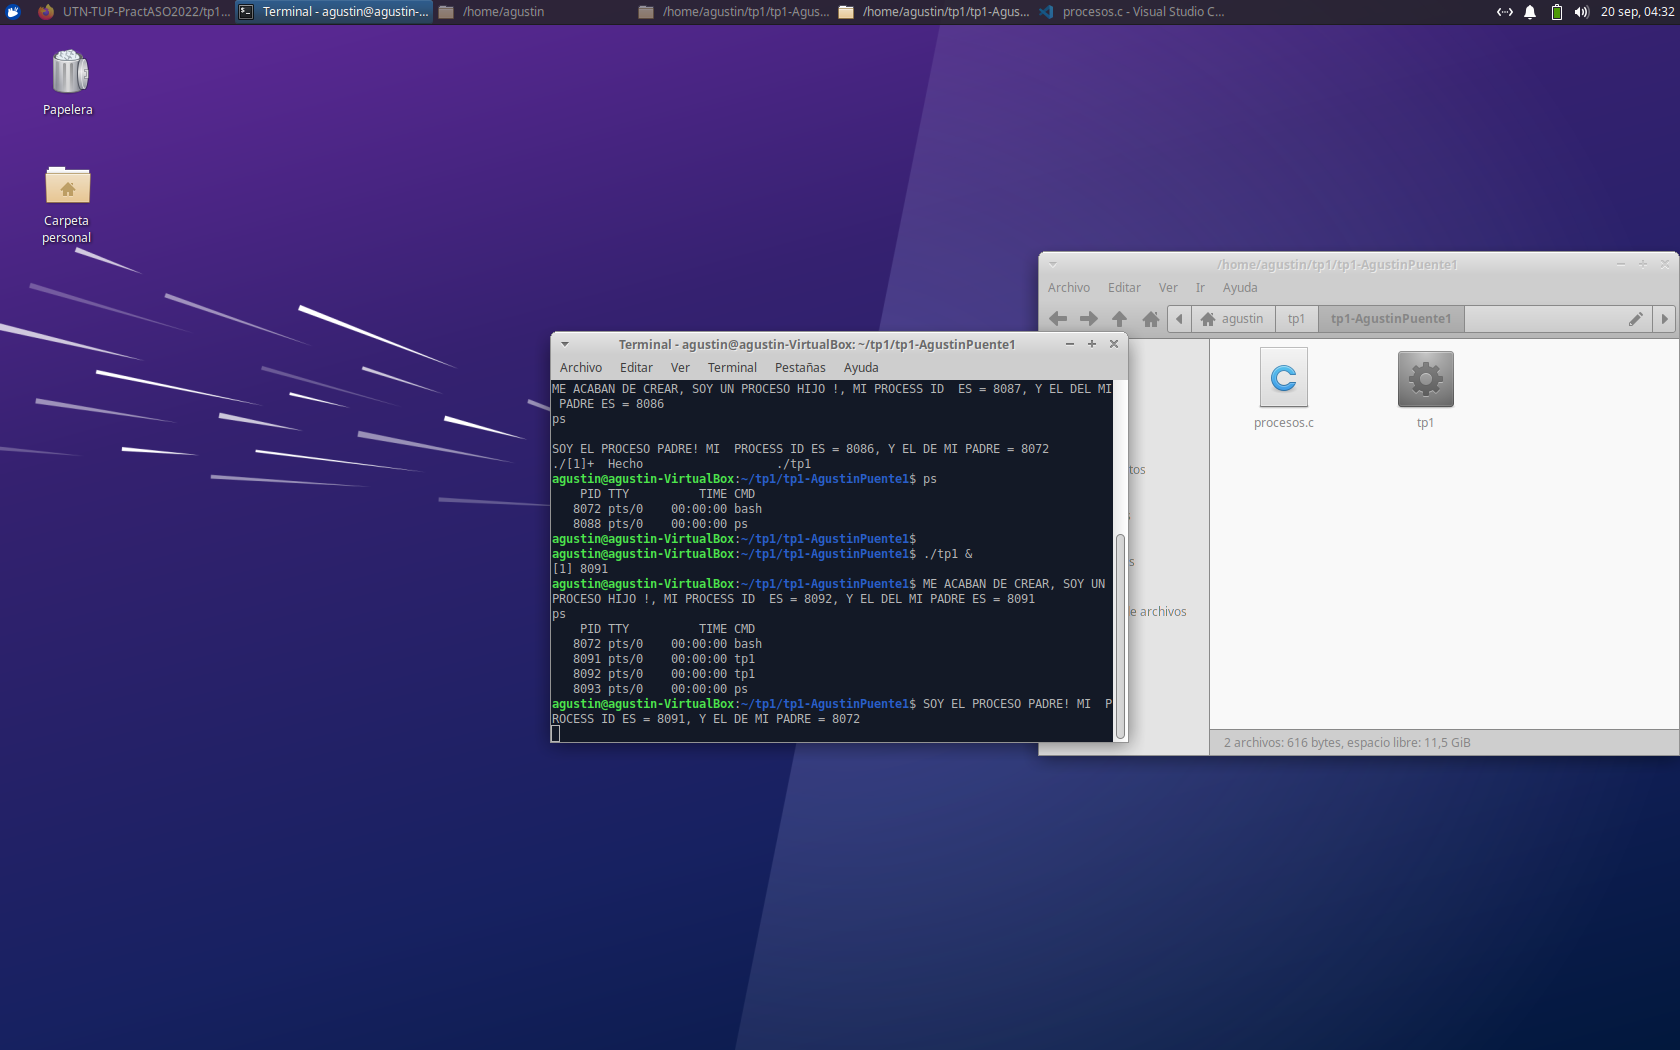 UTN-TUP-PractASO2022/tp1...
Terminal - agustin@agustin-...
/home/agustin
/home/agustin/tp1/tp1-Agus...
/home/agustin/tp1/tp1-Agus...
procesos.c - Visual Studio C...
20 sep, 04:32
Papelera
Carpeta
personal
/home/agustin/tp1/tp1-AgustinPuente1
Archivo Editar Ver Ir Ayuda
agustin tp1 tp1-AgustinPuente1
procesos.c
tp1
tos
s
s
e archivos
2 archivos: 616 bytes, espacio libre: 11,5 GiB
Terminal - agustin@agustin-VirtualBox: ~/tp1/tp1-AgustinPuente1
Archivo Editar Ver Terminal Pestañas Ayuda
ME ACABAN DE CREAR, SOY UN PROCESO HIJO !, MI PROCESS ID  ES = 8087, Y EL DEL MI
 PADRE ES = 8086
ps
SOY EL PROCESO PADRE! MI  PROCESS ID ES = 8086, Y EL DE MI PADRE = 8072
./[1]+  Hecho                   ./tp1
agustin@agustin-VirtualBox:~/tp1/tp1-AgustinPuente1$ ps
    PID TTY          TIME CMD
   8072 pts/0    00:00:00 bash
   8088 pts/0    00:00:00 ps
agustin@agustin-VirtualBox:~/tp1/tp1-AgustinPuente1$
agustin@agustin-VirtualBox:~/tp1/tp1-AgustinPuente1$ ./tp1 &
[1] 8091
agustin@agustin-VirtualBox:~/tp1/tp1-AgustinPuente1$ ME ACABAN DE CREAR, SOY UN
PROCESO HIJO !, MI PROCESS ID  ES = 8092, Y EL DEL MI PADRE ES = 8091
ps
    PID TTY          TIME CMD
   8072 pts/0    00:00:00 bash
   8091 pts/0    00:00:00 tp1
   8092 pts/0    00:00:00 tp1
   8093 pts/0    00:00:00 ps
agustin@agustin-VirtualBox:~/tp1/tp1-AgustinPuente1$ SOY EL PROCESO PADRE! MI  P
ROCESS ID ES = 8091, Y EL DE MI PADRE = 8072